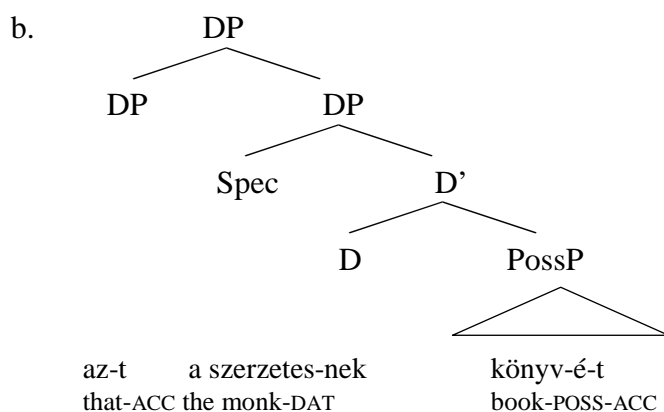 b. DP
DP DP
Spec D’
D PossP
az-t a szerzetes-nek könyv-é-t
that-ACC the monk-DAT book-POSS-ACC